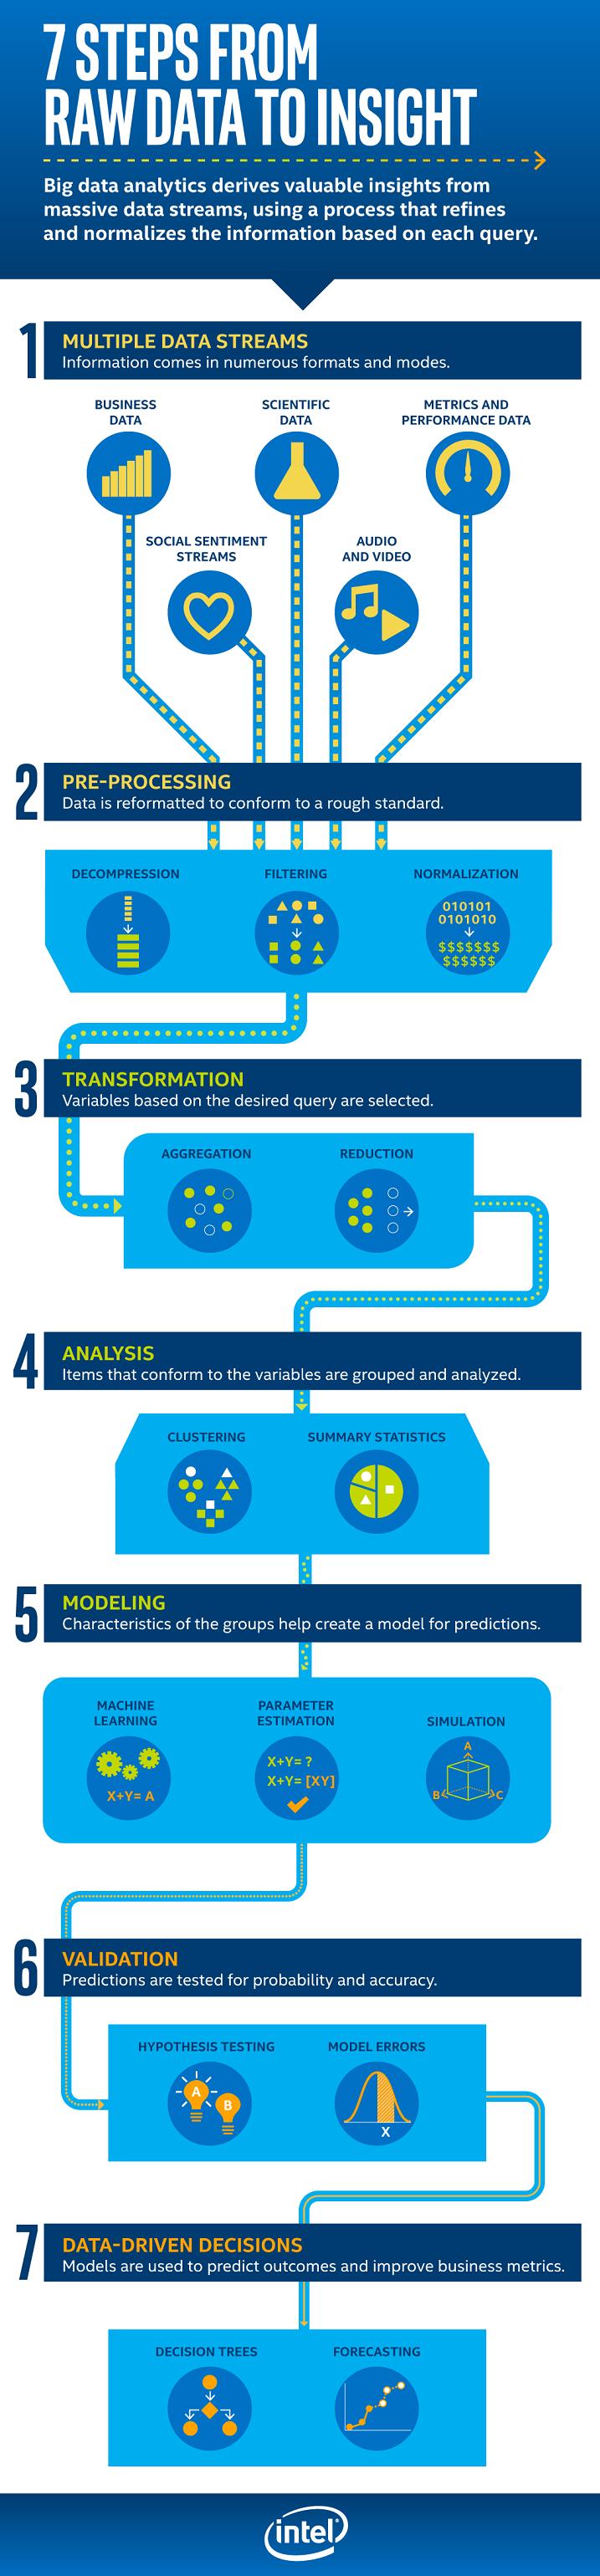 7 STEPS FROM
RAW DATA TO INSIGHT
Big data analytics derives valuable insights from
massive data streams, using a process that refines
and normalizes the information based on each query.
1
MULTIPLE DATA STREAMS
Information comes in numerous formats and modes.
BUSINESS
DATA
SCIENTIFIC
DATA
METRICS AND
PERFORMANCE DATA
SOCIAL SENTIMENT
STREAMS
AUDIO
AND VIDEO
2
PRE-PROCESSING
Data is reformatted to conform to a rough standard.
DECOMPRESSION
FILTERING
NORMALIZATION
010101
0101010
$$$$$$$
$$$$$$
3
TRANSFORMATION
Variables based on the desired query are selected.
AGGREGATION
REDUCTION
4
ANALYSIS
Items that conform to the variables are grouped and analyzed.
CLUSTERING
SUMMARY STATISTICS
5
MODELING
Characteristics of the groups help create a model for predictions.
MACHINE
LEARNING
X+Y= A
PARAMETER
ESTIMATION
X+Y= ?
X+Y= [XY]
SIMULATION
A
B
C
6
VALIDATION
Predictions are tested for probability and accuracy.
HYPOTHESIS TESTING
A
B
MODEL ERRORS
X
7
DATA-DRIVEN DECISIONS
Models are used to predict outcomes and improve business metrics.
DECISION TREES
FORECASTING
intel